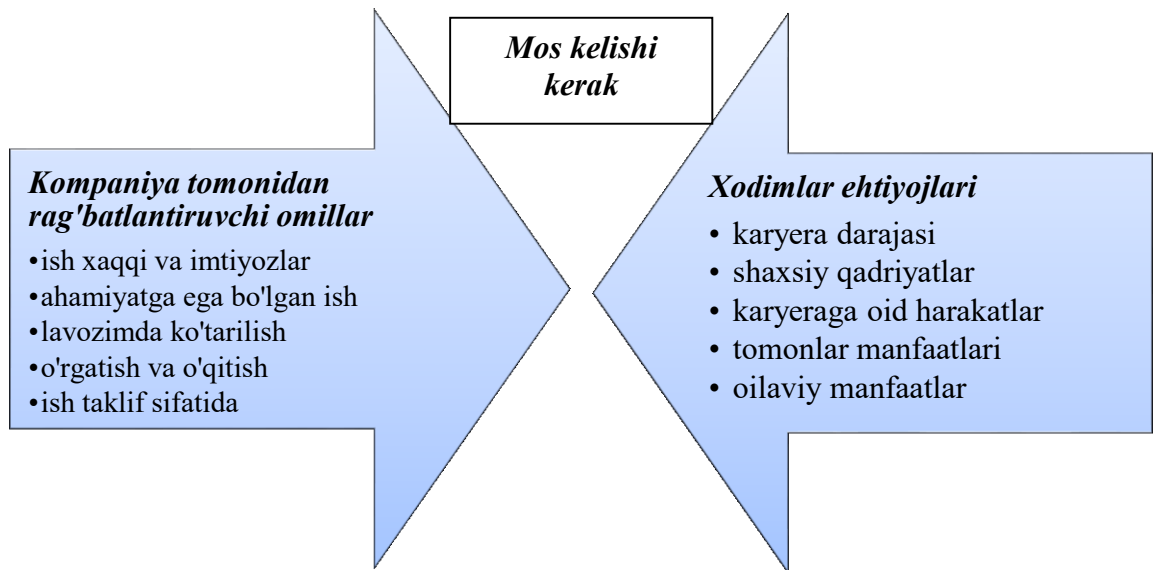 Mos kelishi
kerak
Kompaniya tomonidan
rag'batlantiruvchi omillar
•ish xaqqi va imtiyozlar
•ahamiyatga ega bo'lgan ish
•lavozimda ko'tarilish
•o'rgatish va o'qitish
•ish taklif sifatida
Xodimlar ehtiyojlari
• karyera darajasi
• shaxsiy qadriyatlar
• karyeraga oid harakatlar
• tomonlar manfaatlari
• oilaviy manfaatlar